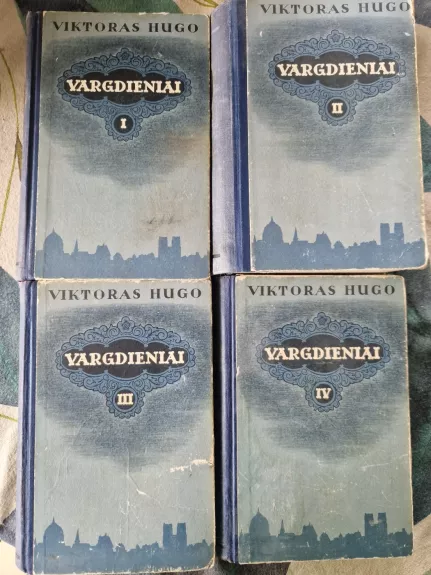 VIKTORAS HUGO
VARGDIENIAI
I
VIKTORAS HUGO
VARGDIENIAI
II
VIKTORAS HUGO
VARGDIENIAI
III
VIKTORAS HUGO
VARGDIENIAI
IV